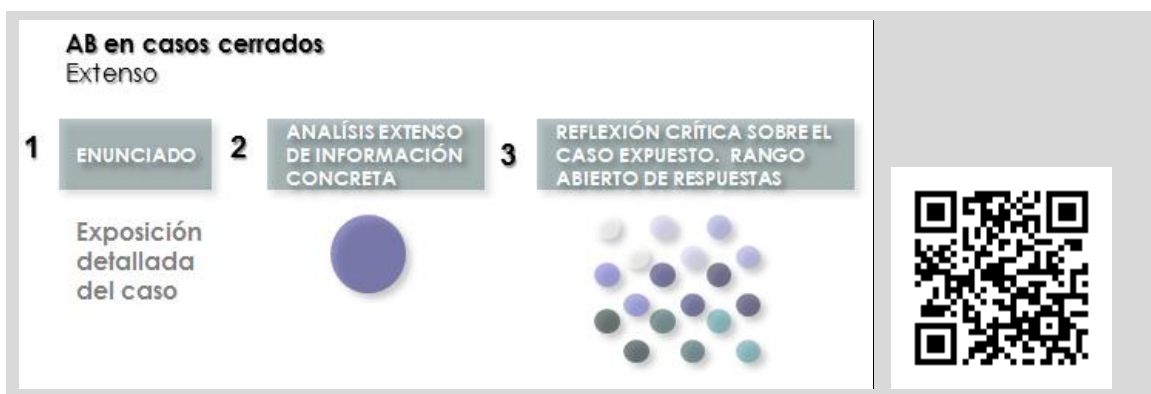 AB en casos cerrados
Extenso
1
ENUNCIADO
2
ANALÍSIS EXTENSO
DE INFORMACIÓN
CONCRETA
3
REFLEXIÓN CRÍTICA SOBRE EL
CASO EXPUESTO. RANGO
ABIERTO DE RESPUESTAS
Exposición
detallada
del caso